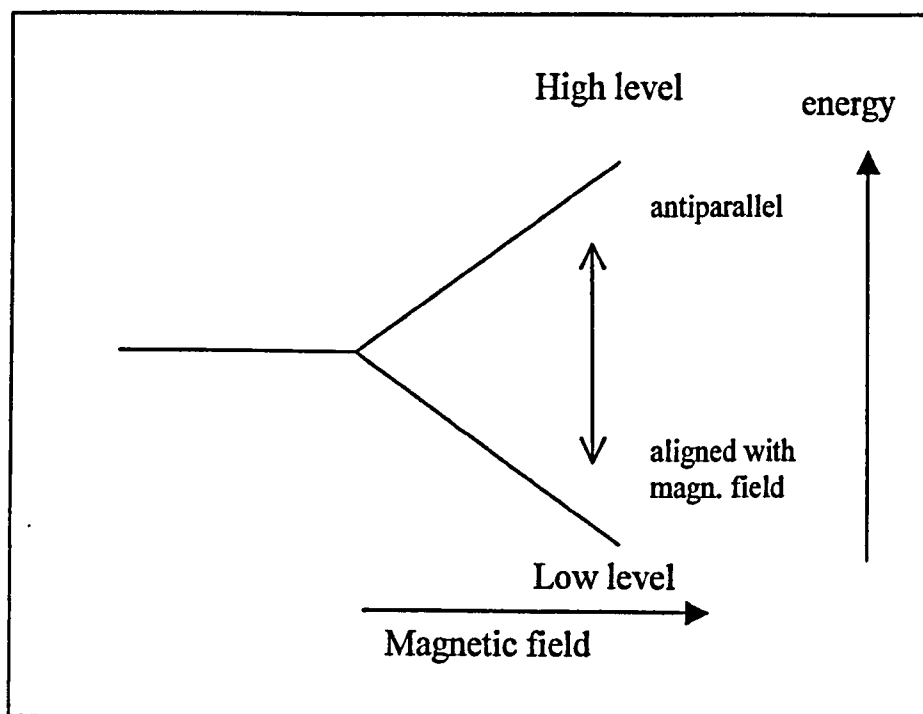 High level
energy
antiparallel
aligned with
magn. field
Low level
Magnetic field